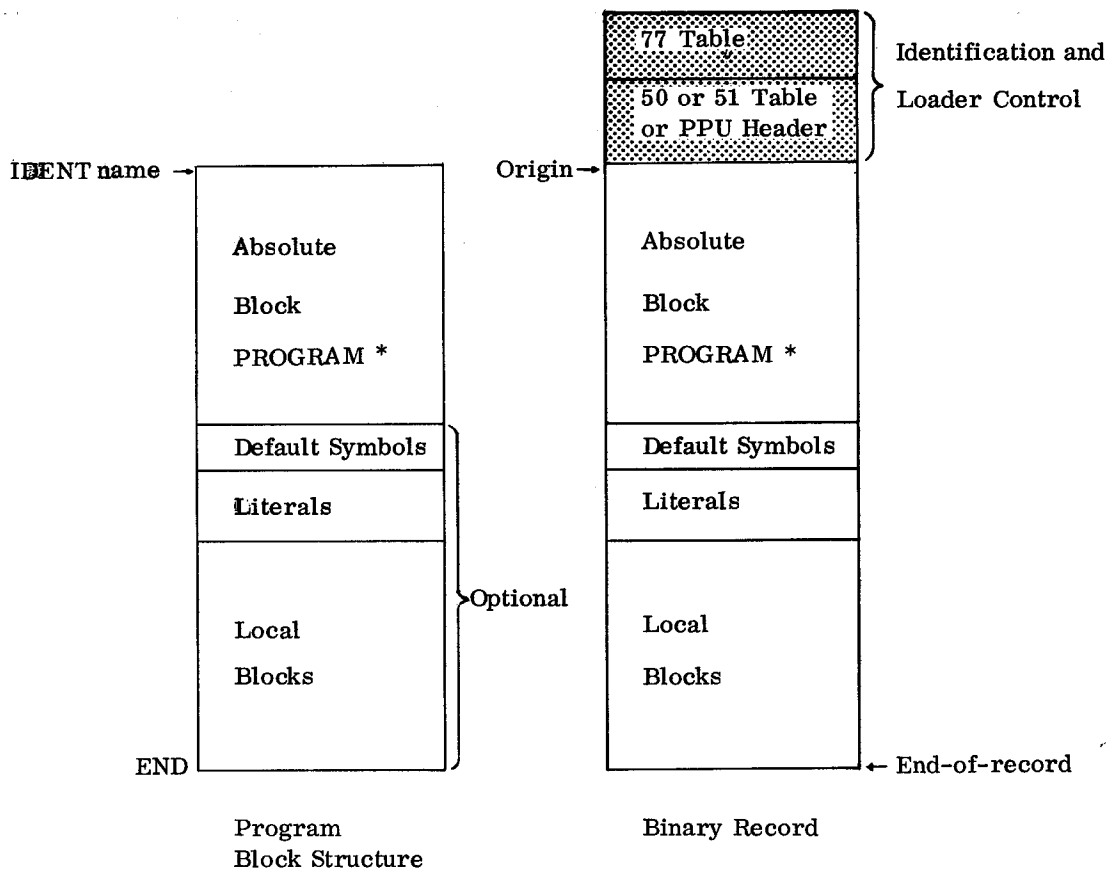 77 Table
50 or 51 Table
or PPU Header
Identification and
Loader Control
IDENT name
Absolute
Block
PROGRAM *
Default Symbols
Literals
Local
Blocks
Optional
END
Program
Block Structure
Origin
Absolute
Block
PROGRAM *
Default Symbols
Literals
Local
Blocks
End-of-record
Binary Record